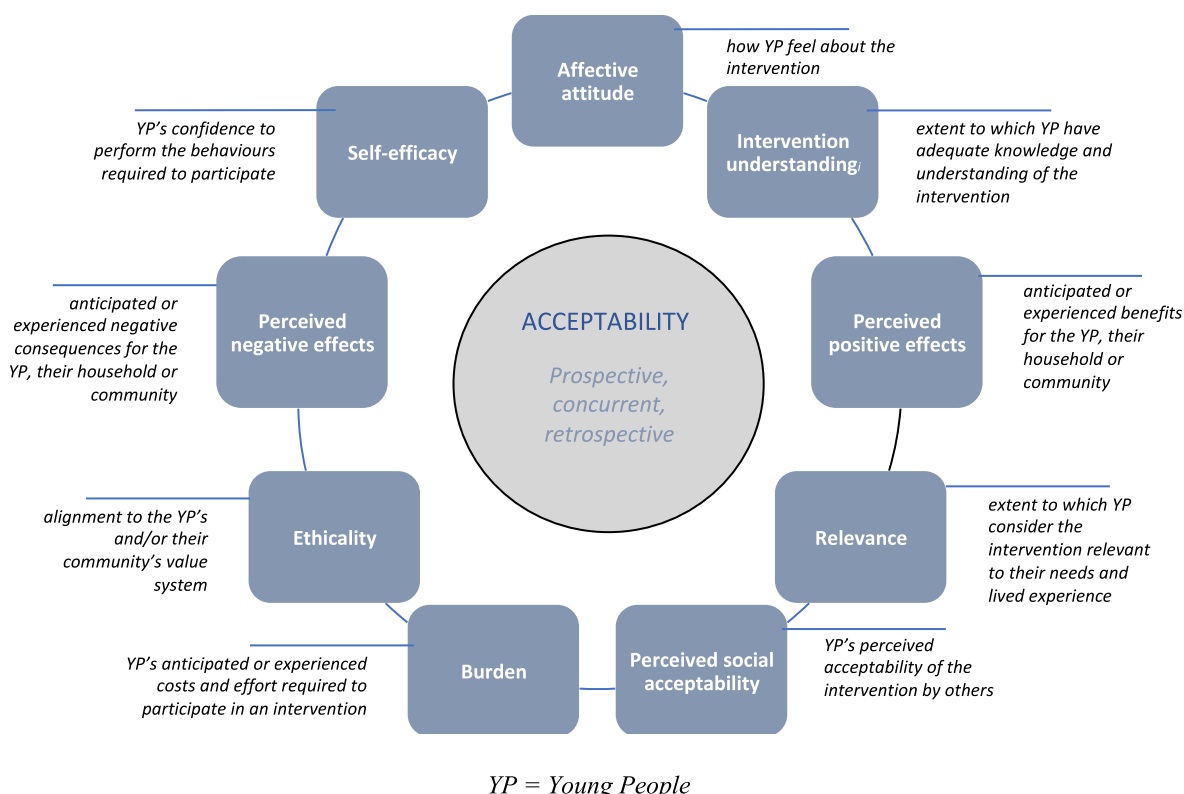 Affective
attitude
how YP feel about the
intervention
Intervention
understandingi
extent to which YP have
adequate knowledge and
understanding of the
intervention
Perceived
positive effects
anticipated or
experienced benefits
for the YP, their
household or
community
Relevance
extent to which YP
consider the
intervention relevant
to their needs and
lived experience
Perceived social
acceptability
YP's perceived
acceptability of the
intervention by others
Burden
YP's anticipated or experienced
costs and effort required to
participate in an intervention
Ethicality
alignment to the YP's
and/or their
community's value
system
Perceived
negative effects
anticipated or
experienced negative
consequences for the
YP, their household or
community
Self-efficacy
YP's confidence to
perform the behaviours
required to participate
ACCEPTABILITY
Prospective,
concurrent,
retrospective
YP = Young People